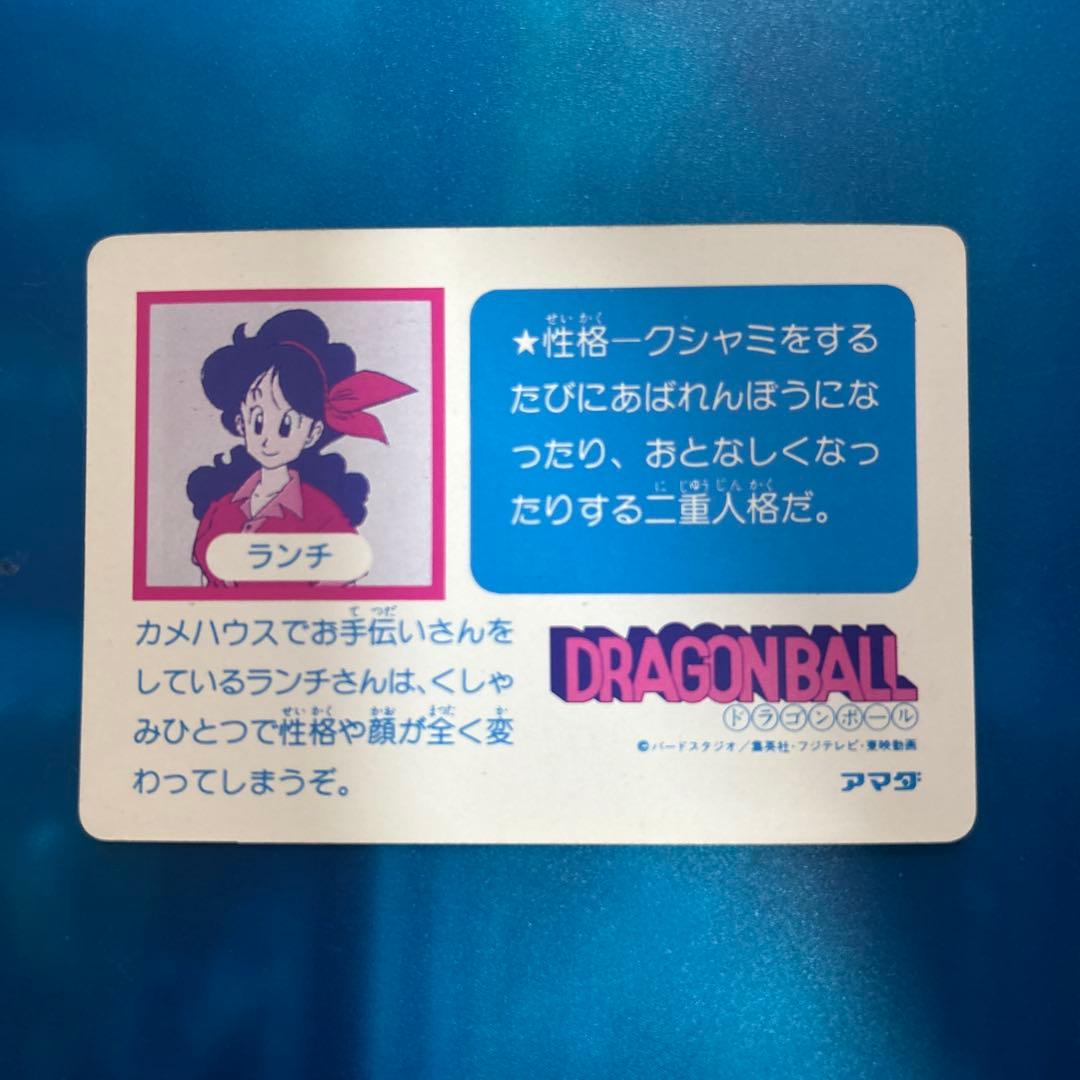 ランチ
★性格ークシャミをする
たびにあばれんぼうにな
ったり、おとなしくなっ
たりする二重人格だ。
カメハウスでお手伝いさんを
しているランチさんは、くしゃ
みひとつで性格や顔が全く変
わってしまうぞ。
DRAGON BALL
ドラゴンボール
©バードスタジオ／集英社・フジテレビ・東映動画
アマダ